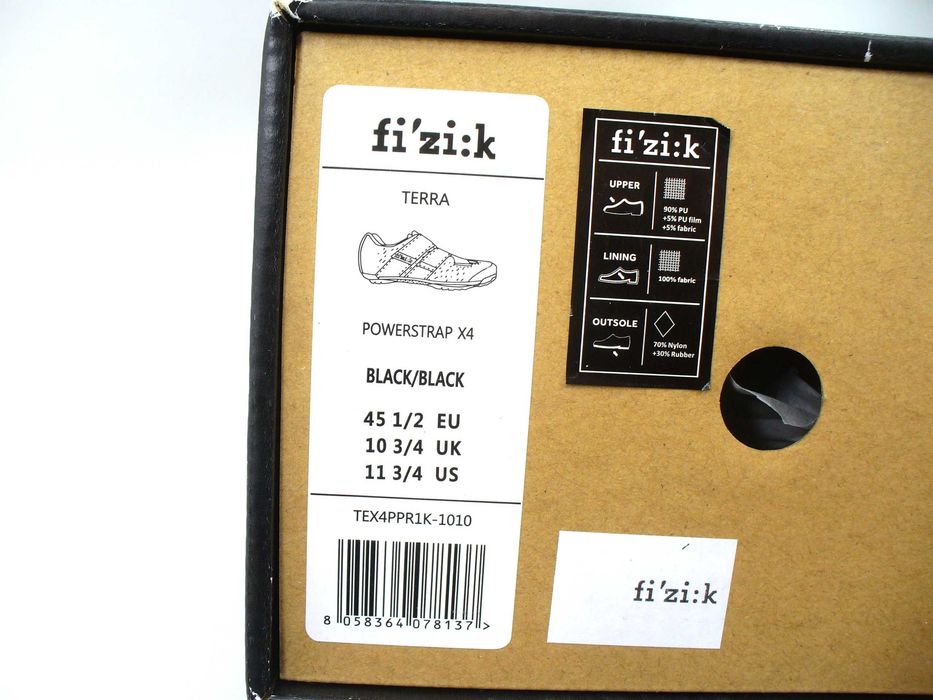 fi'zi:k
TERRA
POWERSTRAP X4
BLACK/BLACK
45 1/2 EU
10 3/4 UK
11 3/4 US
TEX4PPR1K-1010
8 058364 078137 >
fi'zi:k
UPPER
90% PU
+5% PU film
+5% fabric
LINING
100% fabric
OUTSOLE
70% Nylon
+30% Rubber
fi'zi:k